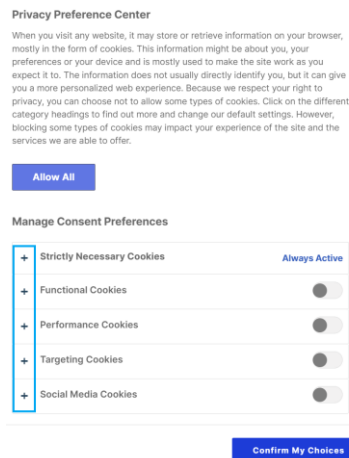 Privacy Preference Center
When you visit any website, it may store or retrieve information on your browser,
mostly in the form of cookies. This information might be about you, your
preferences or your device and is mostly used to make the site work as you
expect it to. The information does not usually directly identify you, but it can give
you a more personalized web experience. Because we respect your right to
privacy, you can choose not to allow some types of cookies. Click on the different
category headings to find out more and change our default settings. However,
blocking some types of cookies may impact your experience of the site and the
services we are able to offer.
Allow All
Manage Consent Preferences
+ Strictly Necessary Cookies Always Active
+ Functional Cookies
+ Performance Cookies
+ Targeting Cookies
+ Social Media Cookies
Confirm My Choices